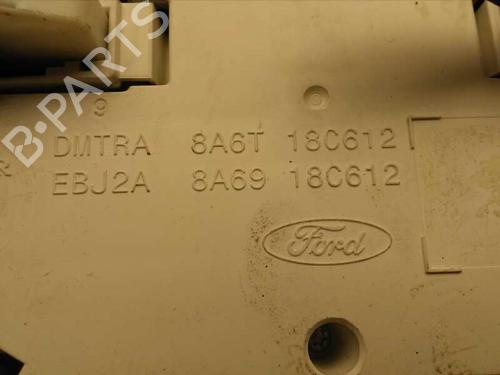 B-PARTS
9
DMTRA 8A6T 18C612
R
EBJ2A 8A69 18C612
Ford